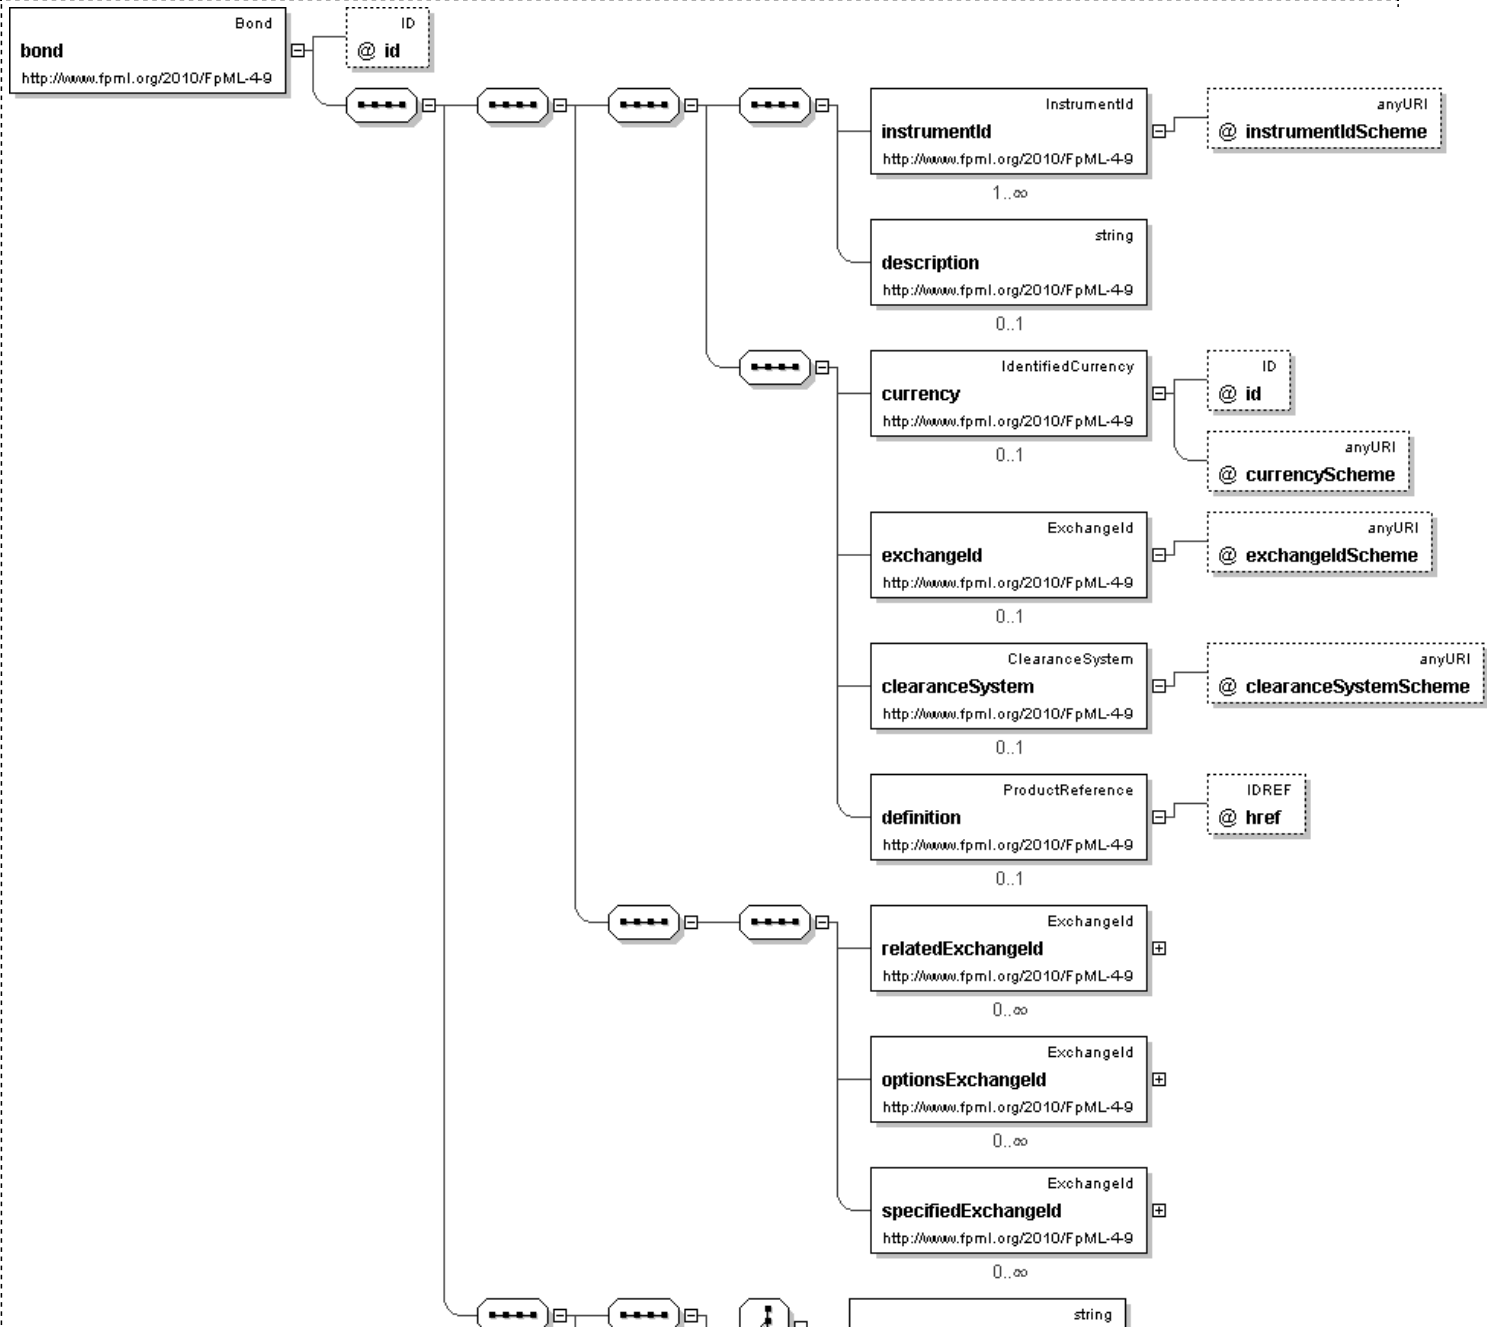 Bond
bond
http://www.fpml.org/2010/FpML-4-9
ID
@ id
InstrumentId
instrumentId
http://www.fpml.org/2010/FpML-4-9
1..∞
anyURI
@ instrumentIdScheme
string
description
http://www.fpml.org/2010/FpML-4-9
0..1
IdentifiedCurrency
currency
http://www.fpml.org/2010/FpML-4-9
0..1
ID
@ id
anyURI
@ currencyScheme
ExchangeId
exchangeId
http://www.fpml.org/2010/FpML-4-9
0..1
anyURI
@ exchangeIdScheme
ClearanceSystem
clearanceSystem
http://www.fpml.org/2010/FpML-4-9
0..1
anyURI
@ clearanceSystemScheme
ProductReference
definition
http://www.fpml.org/2010/FpML-4-9
0..1
IDREF
@ href
ExchangeId
relatedExchangeId
http://www.fpml.org/2010/FpML-4-9
0..∞
ExchangeId
optionsExchangeId
http://www.fpml.org/2010/FpML-4-9
0..∞
ExchangeId
specifiedExchangeId
http://www.fpml.org/2010/FpML-4-9
0..∞
string